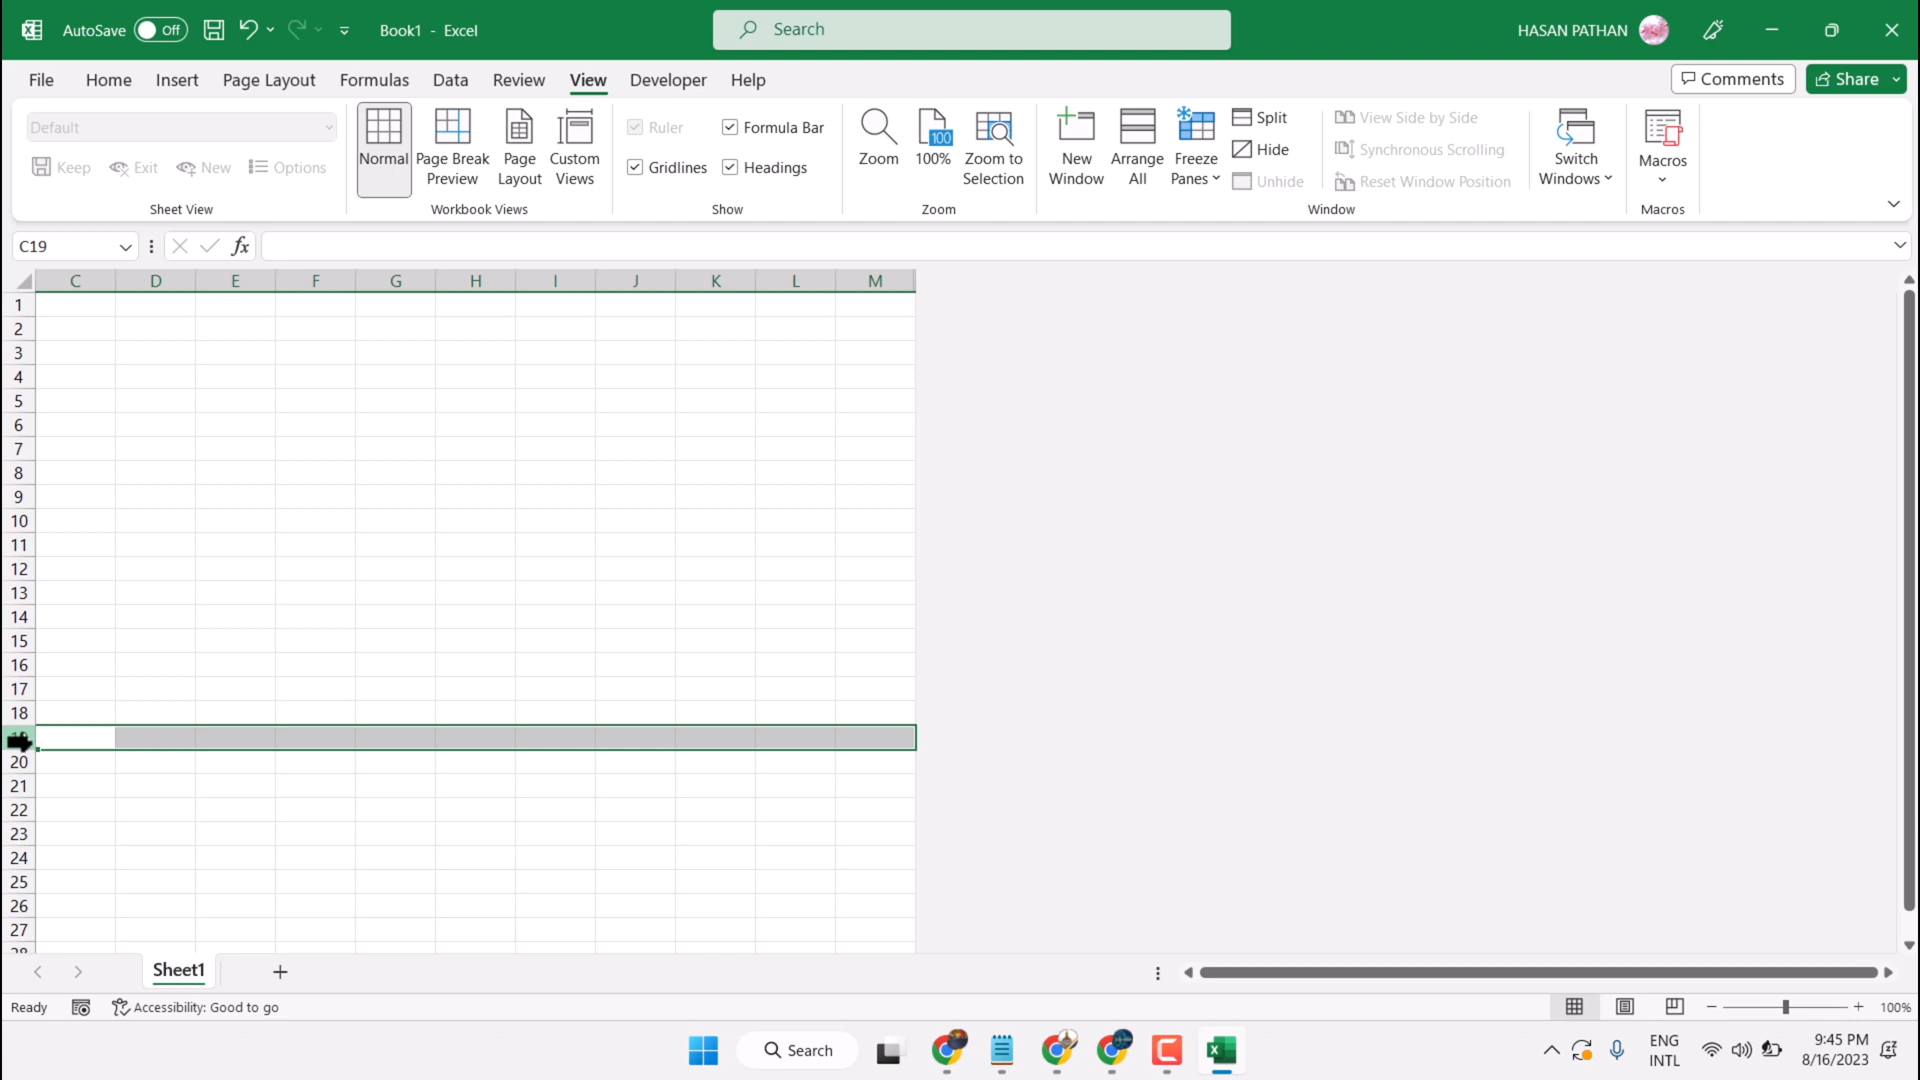 AutoSave Off Book1 - Excel Search HASAN PATHAN
File Home Insert Page Layout Formulas Data Review View Developer Help Comments Share
Default
Keep Exit New Options
Sheet View
Normal
Page Break Preview
Page Layout
Custom Views
Workbook Views
Ruler Formula Bar
Gridlines Headings
Show
Zoom
100
100%
Zoom to Selection
Zoom
New Window
Arrange All
Freeze Panes
Split
Hide
Unhide
View Side by Side
Synchronous Scrolling
Reset Window Position
Window
Switch Windows
Macros
Macros
C19 fx
C D E F G H I J K L M
1
2
3
4
5
6
7
8
9
10
11
12
13
14
15
16
17
18
20
21
22
23
24
25
26
27
28
Sheet1
Ready Accessibility: Good to go 100%
Search ENG INTL 9:45 PM 8/16/2023